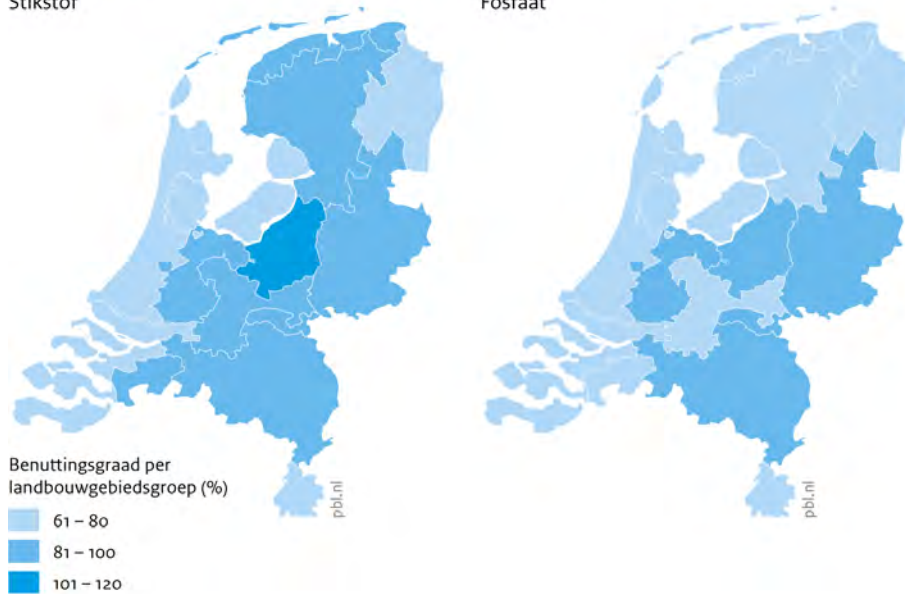 Stikstof
Fosfaat
Benuttingsgraad per
landbouwgebiedsgroep (%)
61 – 80
81 – 100
101 – 120
pbl.nl
pbl.nl